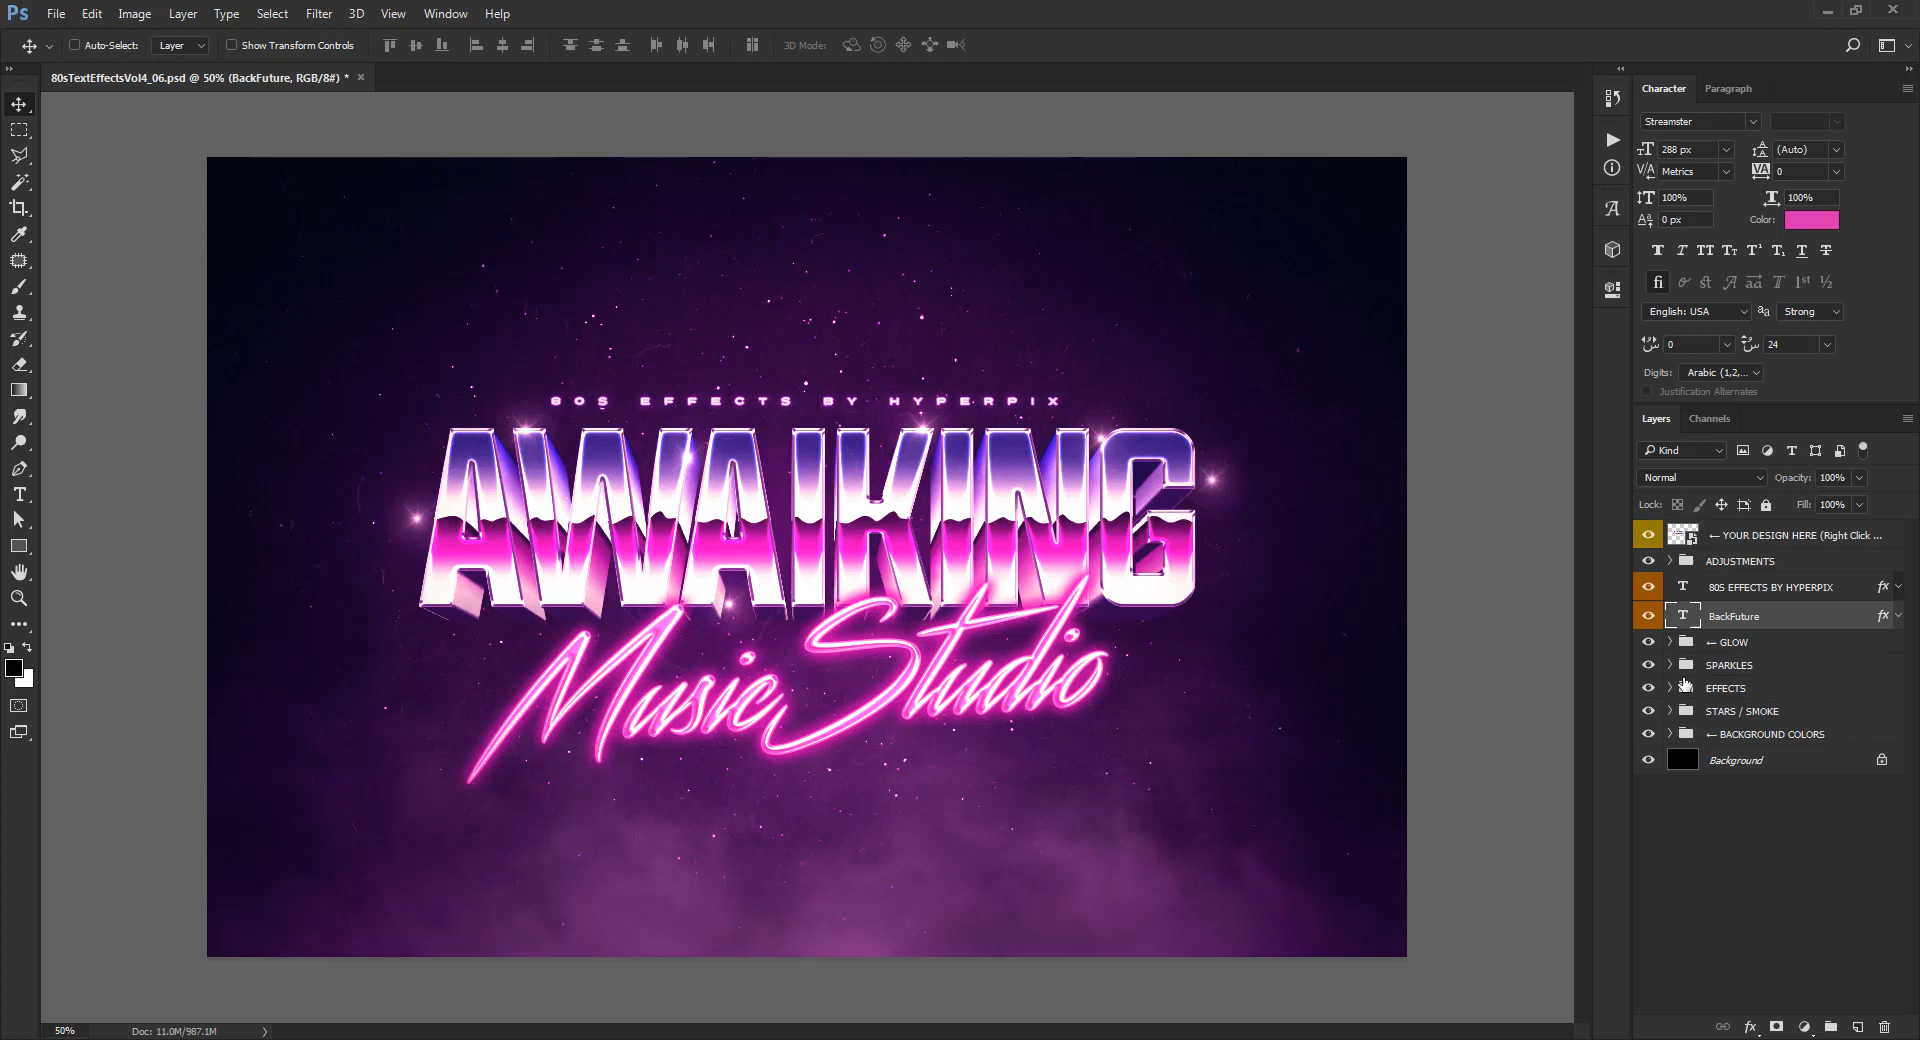 Ps File Edit Image Layer Type Select Filter 3D View Window Help
Auto-Select: Layer Show Transform Controls 3D Mode:
80sTextEffectsVol4_06.psd @ 50% (BackFuture, RGB/8#) * ×
80S EFFECTS BY HYPERPIX
AWAKING
Music Studio
50% Doc: 11.0M/987.1M
Character Paragraph
Streamster
288 px (Auto)
Metrics 0
100% 100%
0 px Color:
English: USA Strong
0 24
Digits: Arabic (1,2,...
Justification Alternates
Layers Channels
Kind
Normal Opacity: 100%
Lock: Fill: 100%
← YOUR DESIGN HERE (Right Click ...
ADJUSTMENTS
80S EFFECTS BY HYPERPIX fx
BackFuture fx
← GLOW
SPARKLES
EFFECTS
STARS / SMOKE
← BACKGROUND COLORS
Background
fx